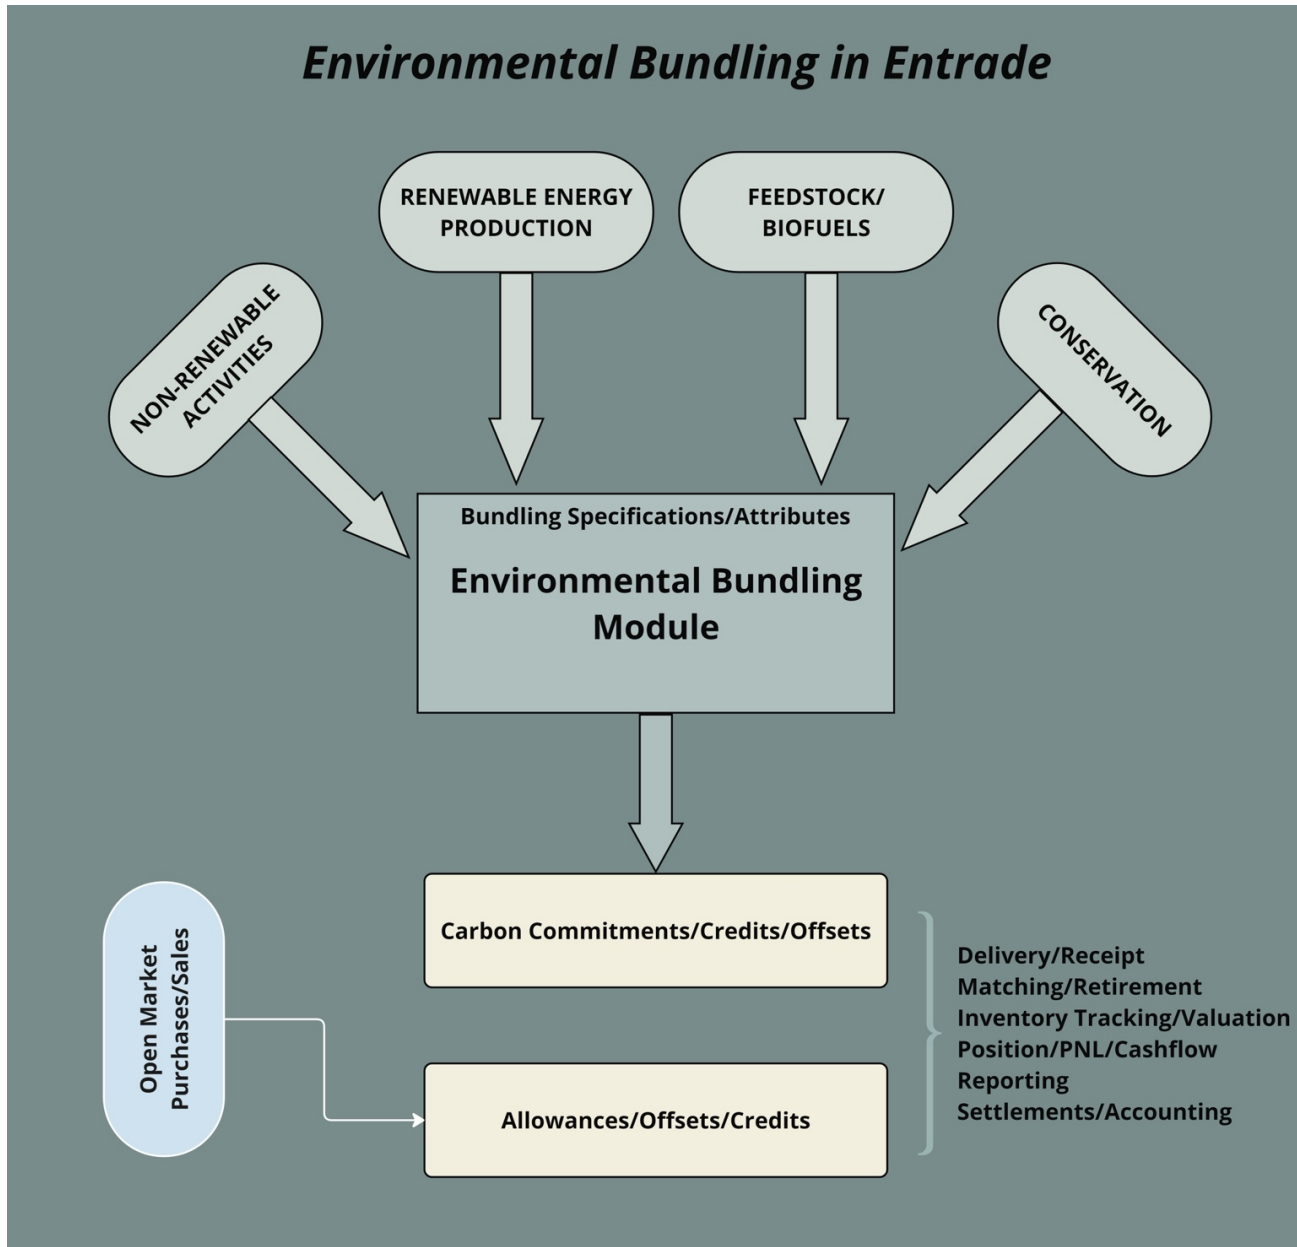 Environmental Bundling in Entrade
RENEWABLE ENERGY
PRODUCTION
FEEDSTOCK/
BIOFUELS
NON-RENEWABLE
ACTIVITIES
CONSERVATION
Bundling Specifications/Attributes
Environmental Bundling
Module
Carbon Commitments/Credits/Offsets
Open Market
Purchases/Sales
Allowances/Offsets/Credits
Delivery/Receipt
Matching/Retirement
Inventory Tracking/Valuation
Position/PNL/Cashflow
Reporting
Settlements/Accounting